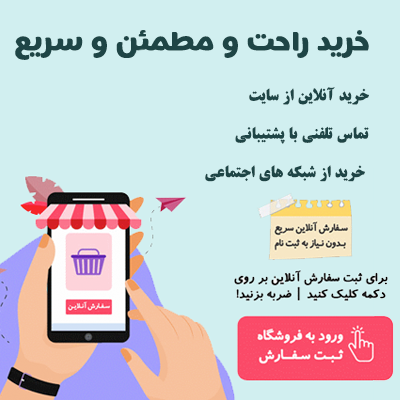 خرید راحت و مطمئن و سریع
خرید آنلاین از سایت
تماس تلفنی با پشتیبانی
خرید از شبکه های اجتماعی
سفارش آنلاین سریع
بدون نیاز به ثبت نام
سفارش آنلاین
برای ثبت سفارش آنلاین بر روی
دکمه کلیک کنید | ضربه بزنید!
ورود به فروشگاه
ثبت سفارش